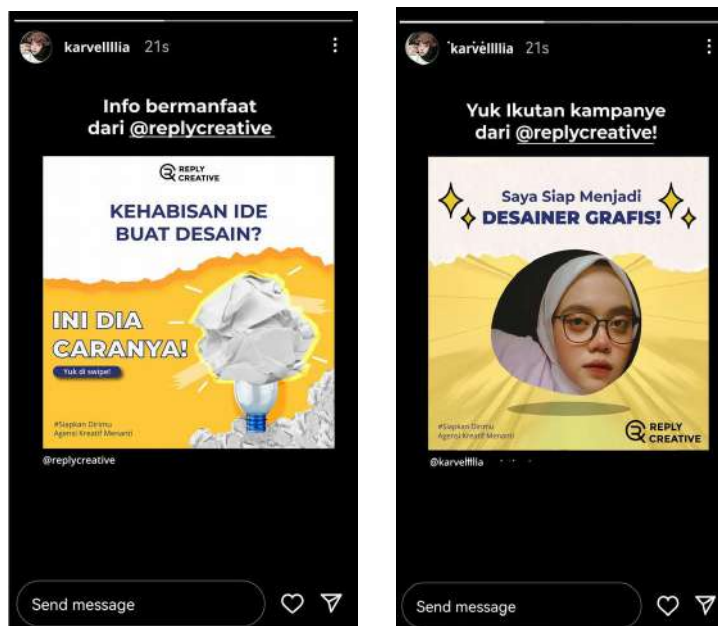 karvellllia 21s
Info bermanfaat
dari @replycreative
REPLY
CREATIVE
KEHABISAN IDE
BUAT DESAIN?
INI DIA
CARANYA!
Yuk di swipe!
#Siapkan Dirimu
Agensi Kreatif Menanti
@replycreative
Send message
karvellllia 21s
Yuk Ikutan kampanye
dari @replycreative!
Saya Siap Menjadi
DESAINER GRAFIS!
#Siapkan Dirimu
Agensi Kreatif Menanti
REPLY
CREATIVE
@karvellllia
Send message